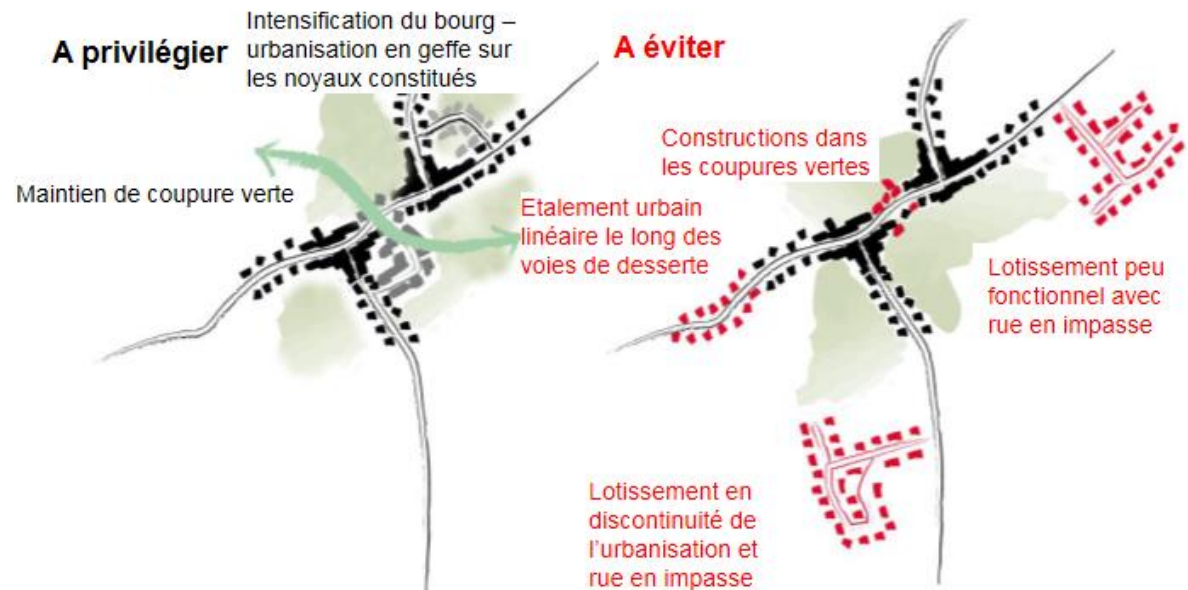 A privilégier
Intensification du bourg –
urbanisation en geffe sur
les noyaux constitués
Maintien de coupure verte
A éviter
Constructions dans
les coupures vertes
Etalement urbain
linéaire le long des
voies de desserte
Lotissement peu
fonctionnel avec
rue en impasse
Lotissement en
discontinuité de
l'urbanisation et
rue en impasse